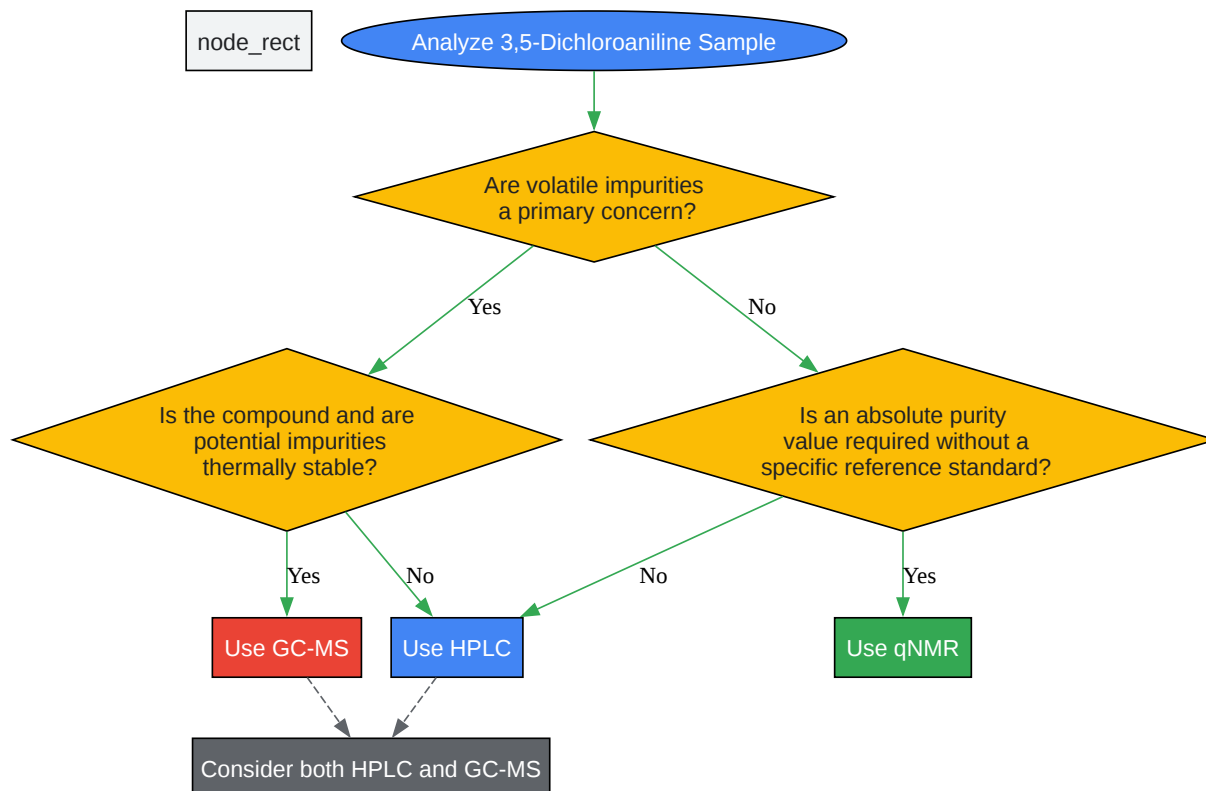 node_rect
Analyze 3,5-Dichloroaniline Sample
Are volatile impurities
a primary concern?
Yes
No
Is the compound and are
potential impurities
thermally stable?
Is an absolute purity
value required without a
specific reference standard?
Yes
No
No
Yes
Use GC-MS
Use HPLC
Use qNMR
Consider both HPLC and GC-MS